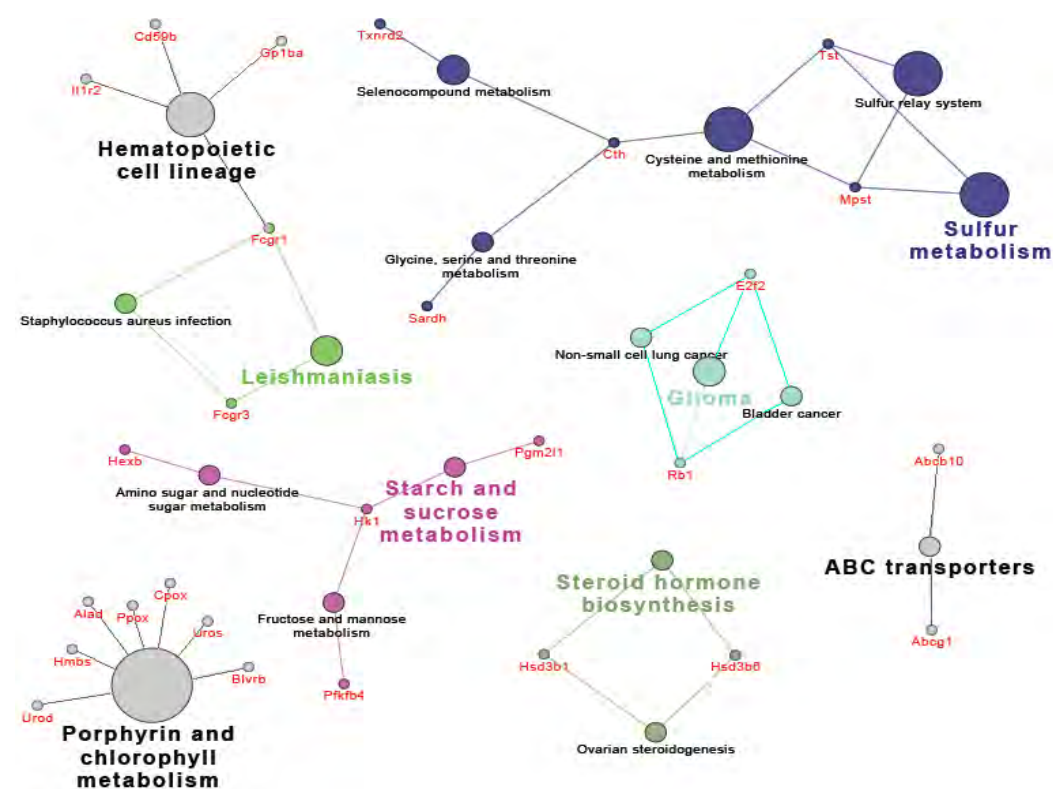 Cd59b
Gp1ba
Il1r2
Hematopoietic
cell lineage
Fcgr1
Staphylococcus aureus infection
Leishmaniasis
Fcgr3
Txnrd2
Selenocompound metabolism
Cth
Tst
Sulfur relay system
Cysteine and methionine
metabolism
Mpst
Sulfur
metabolism
Glycine, serine and threonine
metabolism
Sardh
E2f2
Non-small cell lung cancer
Glioma
Bladder cancer
Rb1
Hexb
Amino sugar and nucleotide
sugar metabolism
Pgm2l1
Starch and
sucrose
metabolism
Hk1
Fructose and mannose
metabolism
Pfkfb4
Abcb10
ABC transporters
Abcg1
Steroid hormone
biosynthesis
Hsd3b1
Hsd3b6
Ovarian steroidogenesis
Cpox
Alad
Ppox
Uros
Hmbs
Blvrb
Urod
Porphyrin and
chlorophyll
metabolism